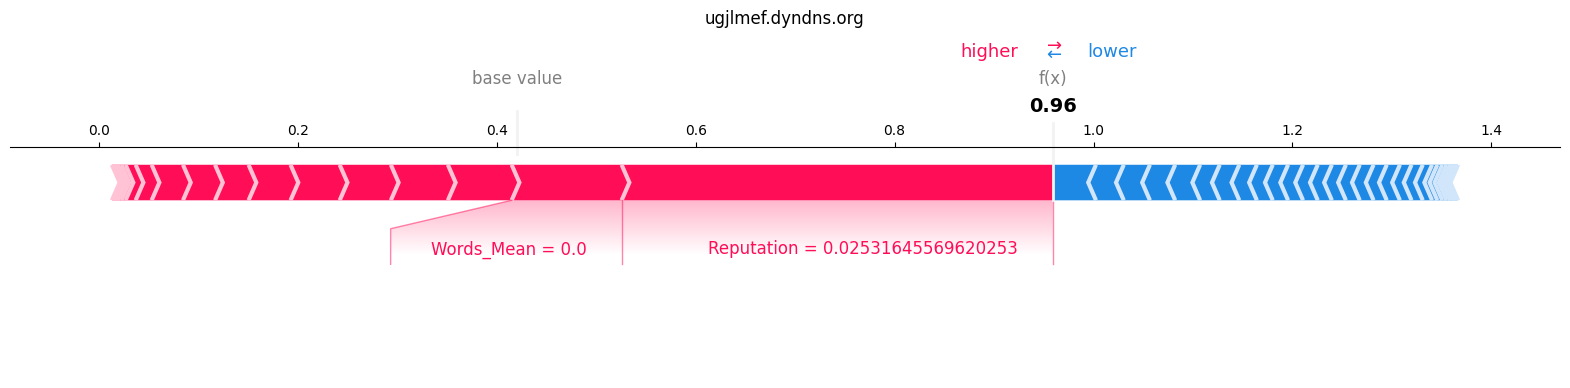 ugjlmef.dyndns.org
higher ⇄ lower
base value f(x)
0.96
0.0 0.2 0.4 0.6 0.8 1.0 1.2 1.4
Words_Mean = 0.0 Reputation = 0.02531645569620253